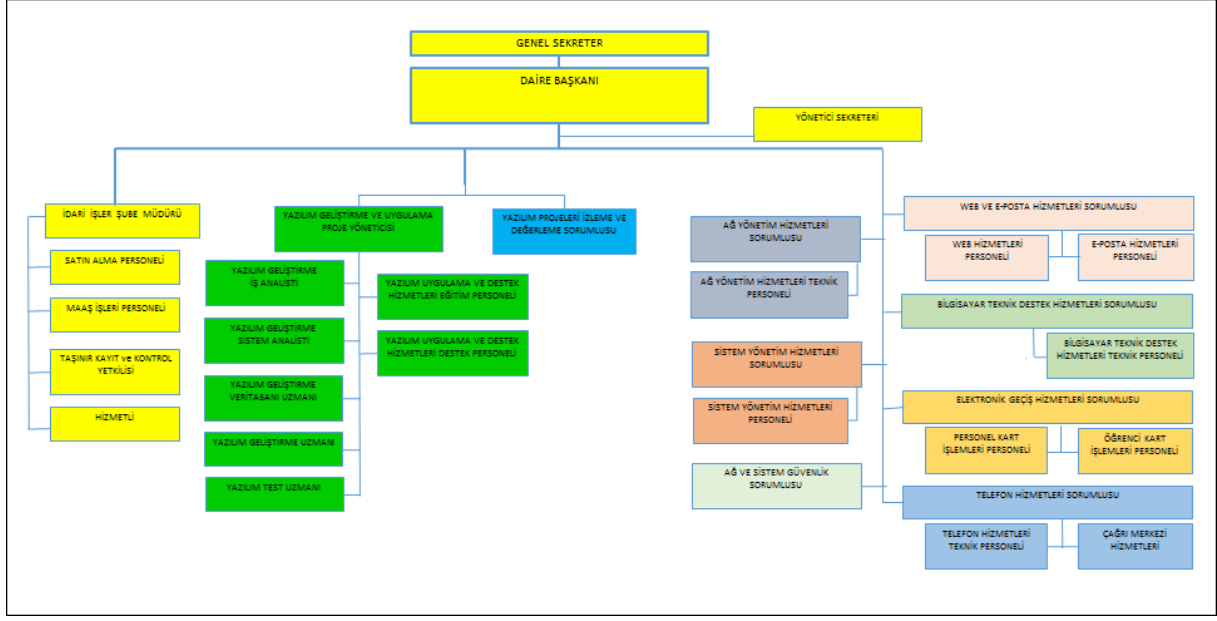 GENEL SEKRETER
DAİRE BAŞKANI
YÖNETİCİ SEKRETERİ
İDARİ İŞLER ŞUBE MÜDÜRÜ
SATIN ALMA PERSONELİ
MAAŞ İŞLERİ PERSONELİ
TAŞINIR KAYIT ve KONTROL
YETKİLİSİ
HİZMETLİ
YAZILIM GELİŞTİRME VE UYGULAMA
PROJE YÖNETİCİSİ
YAZILIM PROJELERİ İZLEME VE
DEĞERLEME SORUMLUSU
YAZILIM GELİŞTİRME
İŞ ANALİSTİ
YAZILIM GELİŞTİRME
SİSTEM ANALİSTİ
YAZILIM GELİŞTİRME
VERİTABANI UZMANI
YAZILIM GELİŞTİRME UZMANI
YAZILIM TEST UZMANI
YAZILIM UYGULAMA VE DESTEK
HİZMETLERİ EĞİTİM PERSONELİ
YAZILIM UYGULAMA VE DESTEK
HİZMETLERİ DESTEK PERSONELİ
AĞ YÖNETİM HİZMETLERİ
SORUMLUSU
AĞ YÖNETİM HİZMETLERİ TEKNİK
PERSONELİ
SİSTEM YÖNETİM HİZMETLERİ
SORUMLUSU
SİSTEM YÖNETİM HİZMETLERİ
PERSONELİ
AĞ VE SİSTEM GÜVENLİK
SORUMLUSU
WEB VE E-POSTA HİZMETLERİ SORUMLUSU
WEB HİZMETLERİ
PERSONELİ
E-POSTA HİZMETLERİ
PERSONELİ
BİLGİSAYAR TEKNİK DESTEK HİZMETLERİ SORUMLUSU
BİLGİSAYAR TEKNİK DESTEK
HİZMETLERİ TEKNİK PERSONELİ
ELEKTRONİK GEÇİŞ HİZMETLERİ SORUMLUSU
PERSONEL KART
İŞLEMLERİ PERSONELİ
ÖĞRENCİ KART
İŞLEMLERİ PERSONELİ
TELEFON HİZMETLERİ SORUMLUSU
TELEFON HİZMETLERİ
TEKNİK PERSONELİ
ÇAĞRI MERKEZİ
HİZMETLERİ